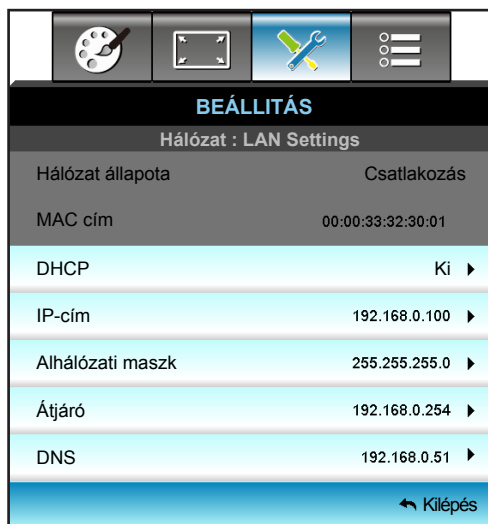 BEÁLLITÁS
Hálózat : LAN Settings
Hálózat állapota Csatlakozás
MAC cím 00:00:33:32:30:01
DHCP Ki
IP-cím 192.168.0.100
Alhálózati maszk 255.255.255.0
Átjáró 192.168.0.254
DNS 192.168.0.51
Kilépés